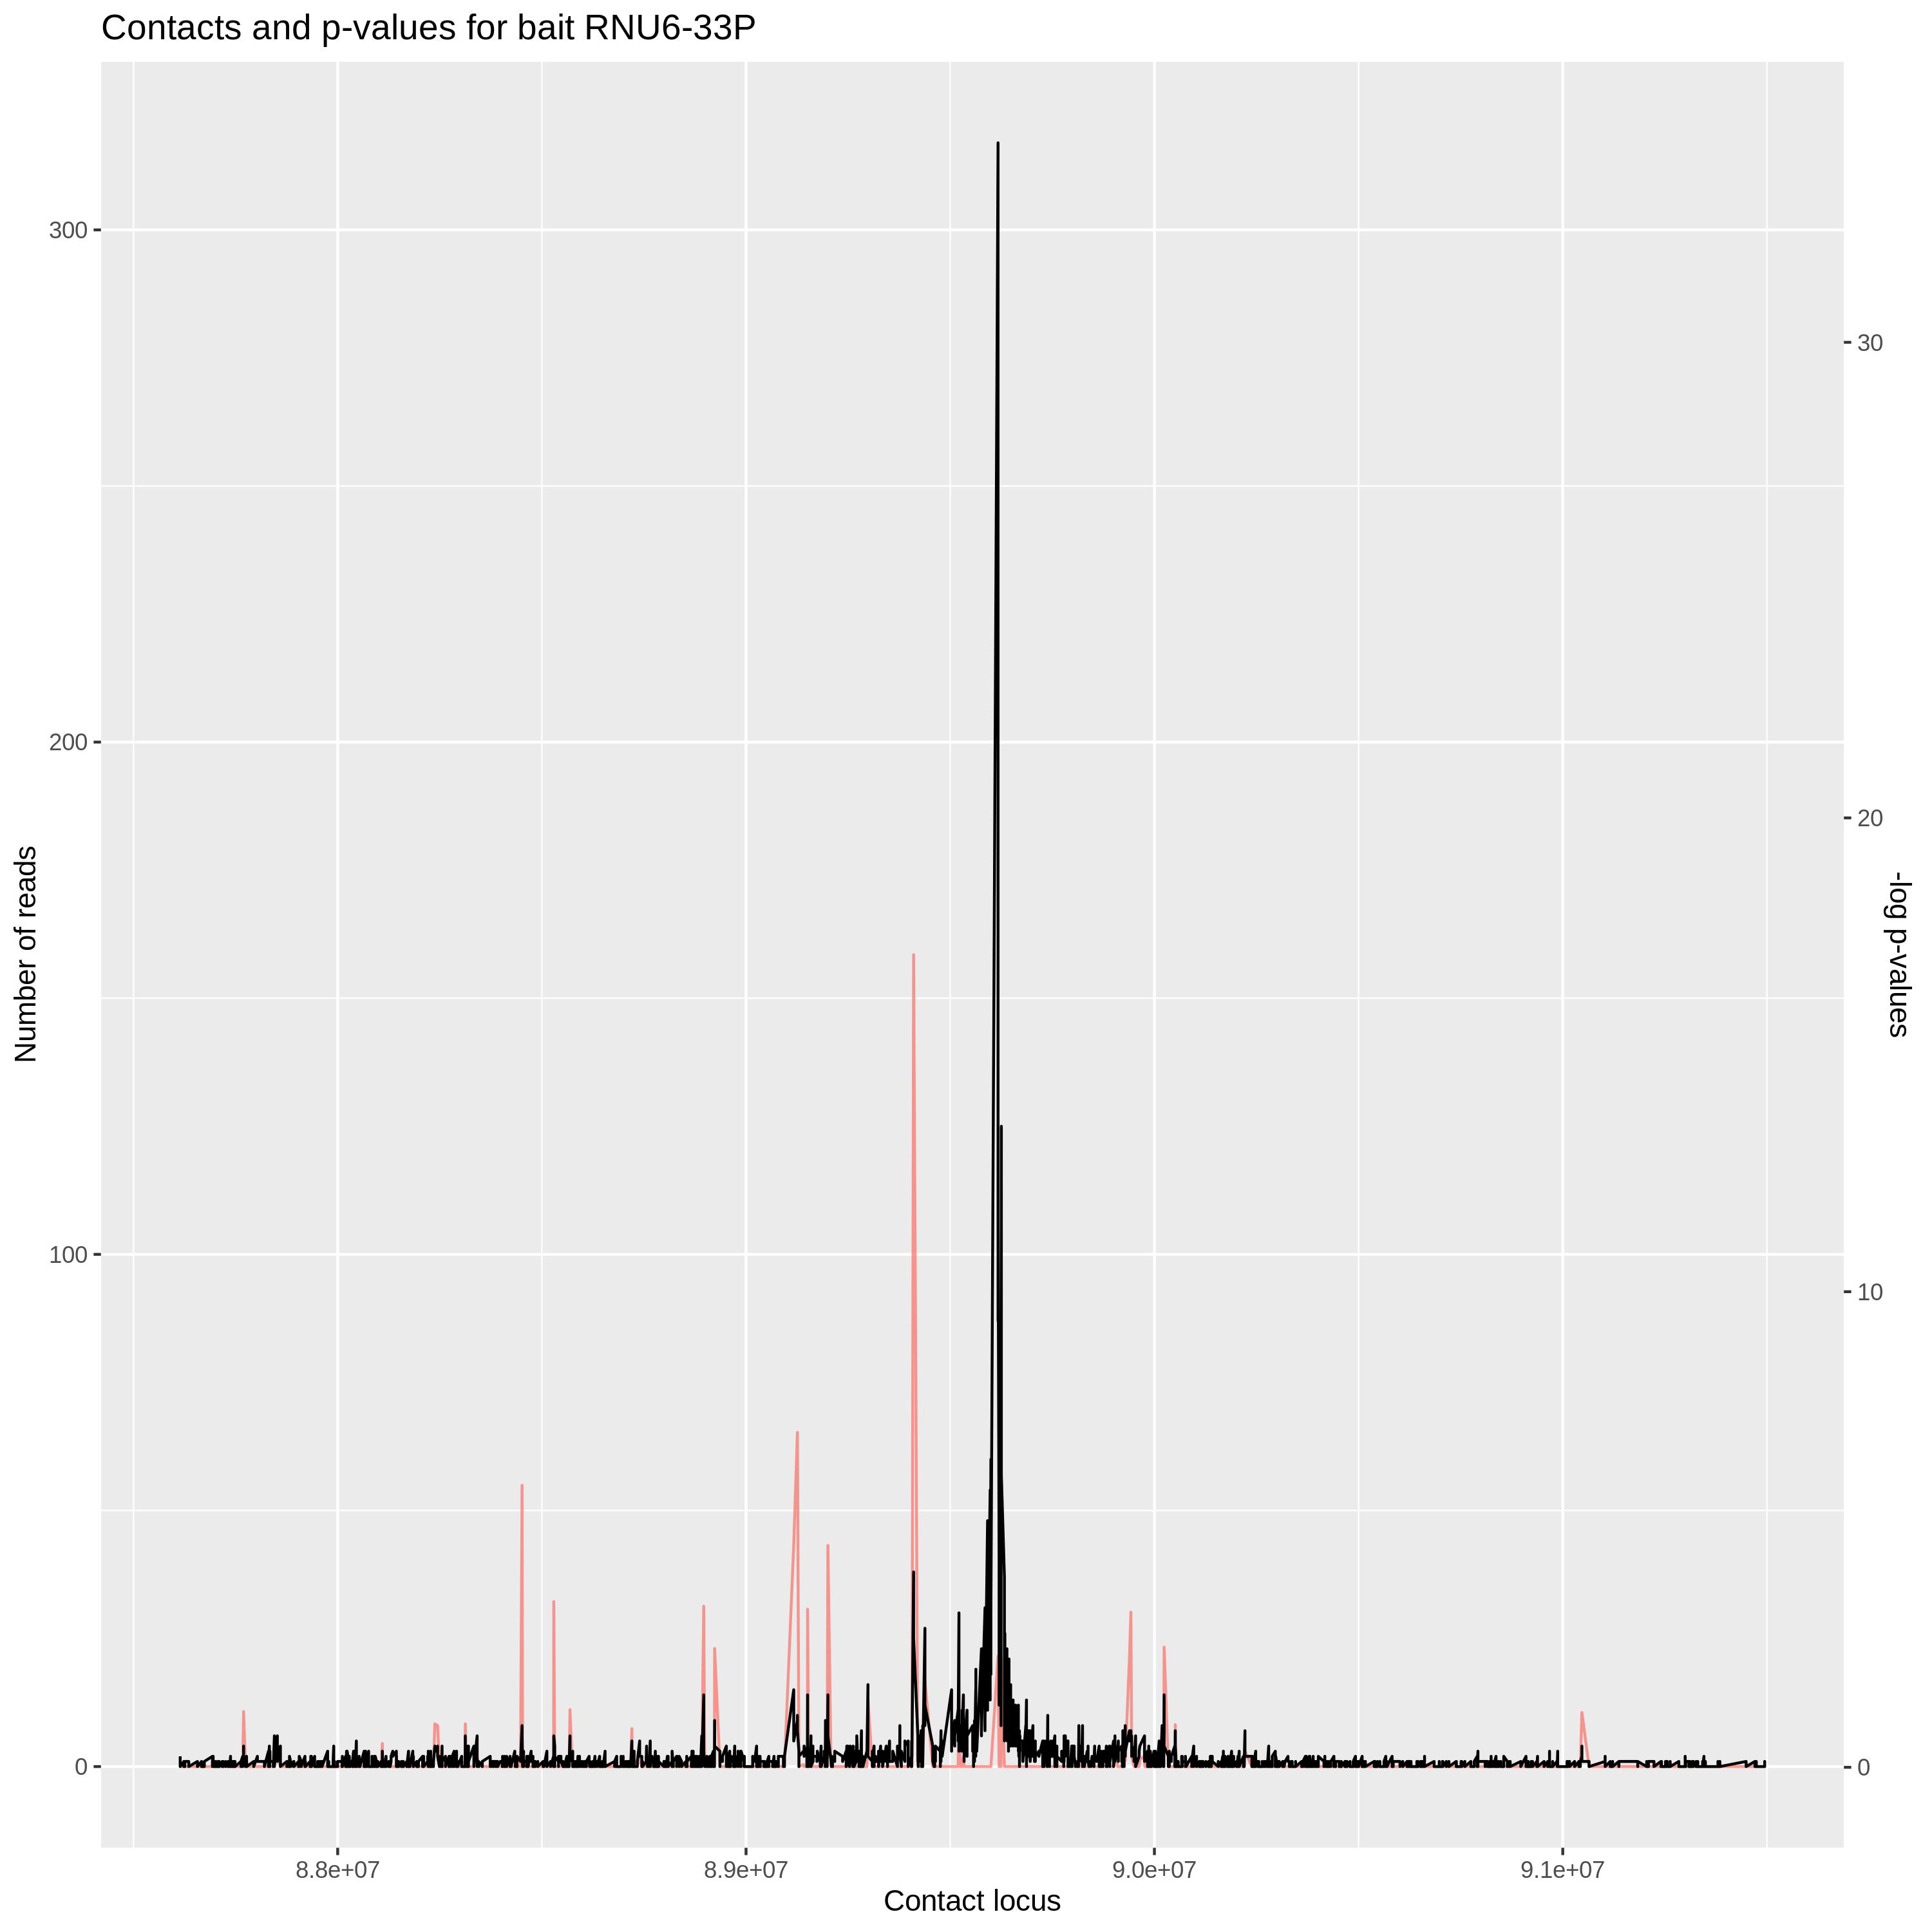 Contacts and p-values for bait RNU6-33P
300
200
100
0
Number of reads
30
20
10
0
-log p-values
8.8e+07
8.9e+07
9.0e+07
9.1e+07
Contact locus